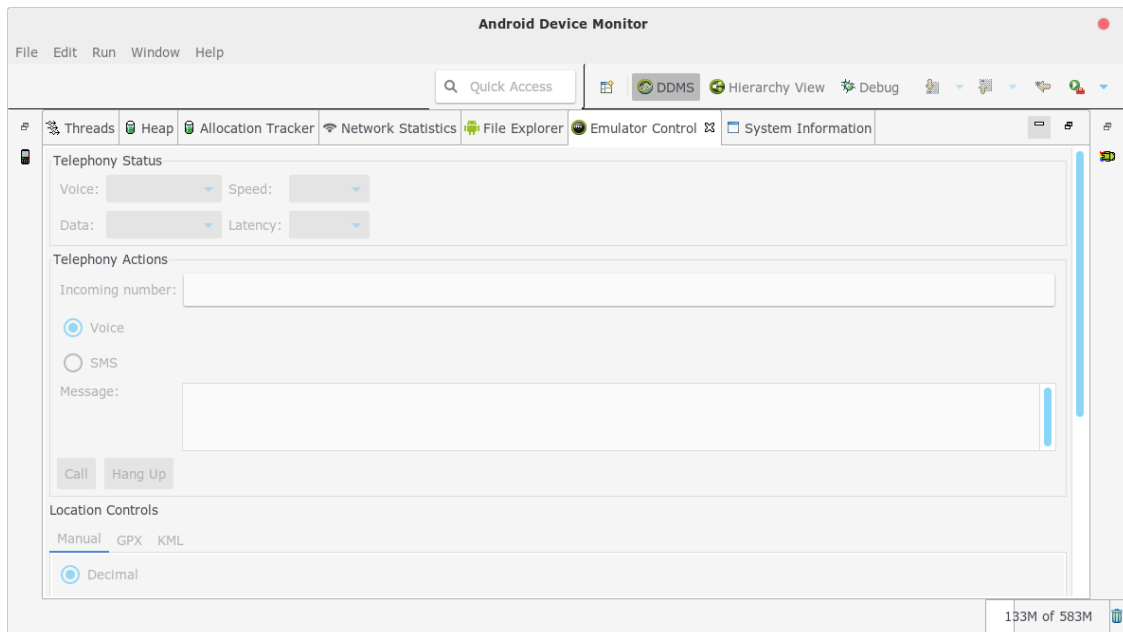 Android Device Monitor
File Edit Run Window Help
Quick Access DDMS Hierarchy View Debug
Threads Heap Allocation Tracker Network Statistics File Explorer Emulator Control System Information
Telephony Status
Voice: Speed:
Data: Latency:
Telephony Actions
Incoming number:
Voice
SMS
Message:
Call Hang Up
Location Controls
Manual GPX KML
Decimal
133M of 583M